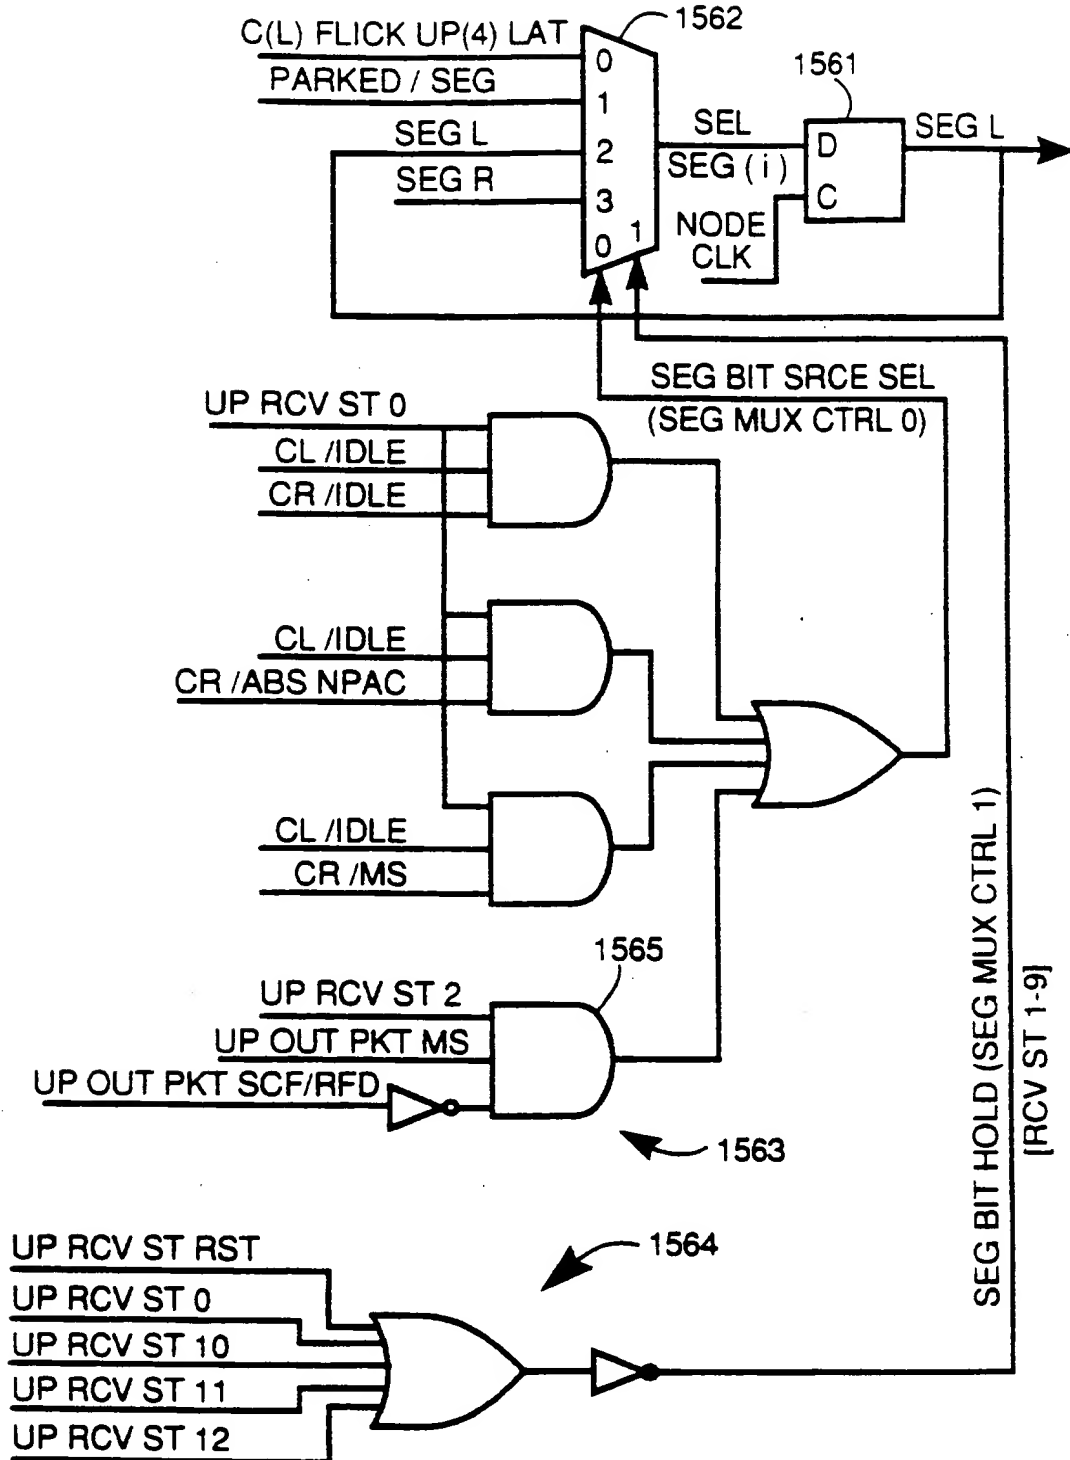 1562
C(L) FLICK UP(4) LAT
0
PARKED / SEG
1
1561
SEG L
2
SEL
D
SEG L
SEG R
3
SEG (i)
C
0
1
NODE
CLK
SEG BIT SRCE SEL
(SEG MUX CTRL 0)
UP RCV ST 0
CL /IDLE
CR /IDLE
CL /IDLE
CR /ABS NPAC
CL /IDLE
CR /MS
1565
UP RCV ST 2
UP OUT PKT MS
UP OUT PKT SCF/RFD
1563
SEG BIT HOLD (SEG MUX CTRL 1)
[RCV ST 1-9]
1564
UP RCV ST RST
UP RCV ST 0
UP RCV ST 10
UP RCV ST 11
UP RCV ST 12